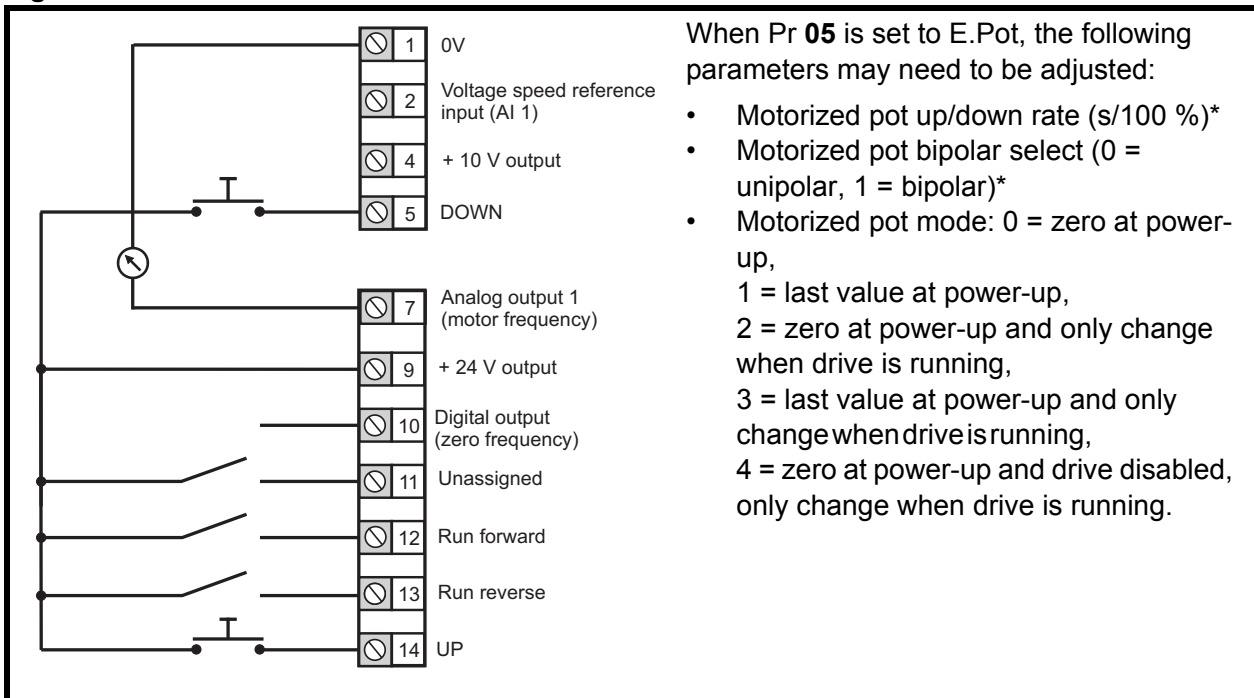 1 0V
2 Voltage speed reference
input (AI 1)
4 + 10 V output
5 DOWN
7 Analog output 1
(motor frequency)
9 + 24 V output
10 Digital output
(zero frequency)
11 Unassigned
12 Run forward
13 Run reverse
14 UP
When Pr 05 is set to E.Pot, the following
parameters may need to be adjusted:
• Motorized pot up/down rate (s/100 %)*
• Motorized pot bipolar select (0 =
unipolar, 1 = bipolar)*
• Motorized pot mode: 0 = zero at power-
up,
1 = last value at power-up,
2 = zero at power-up and only change
when drive is running,
3 = last value at power-up and only
change when drive is running,
4 = zero at power-up and drive disabled,
only change when drive is running.